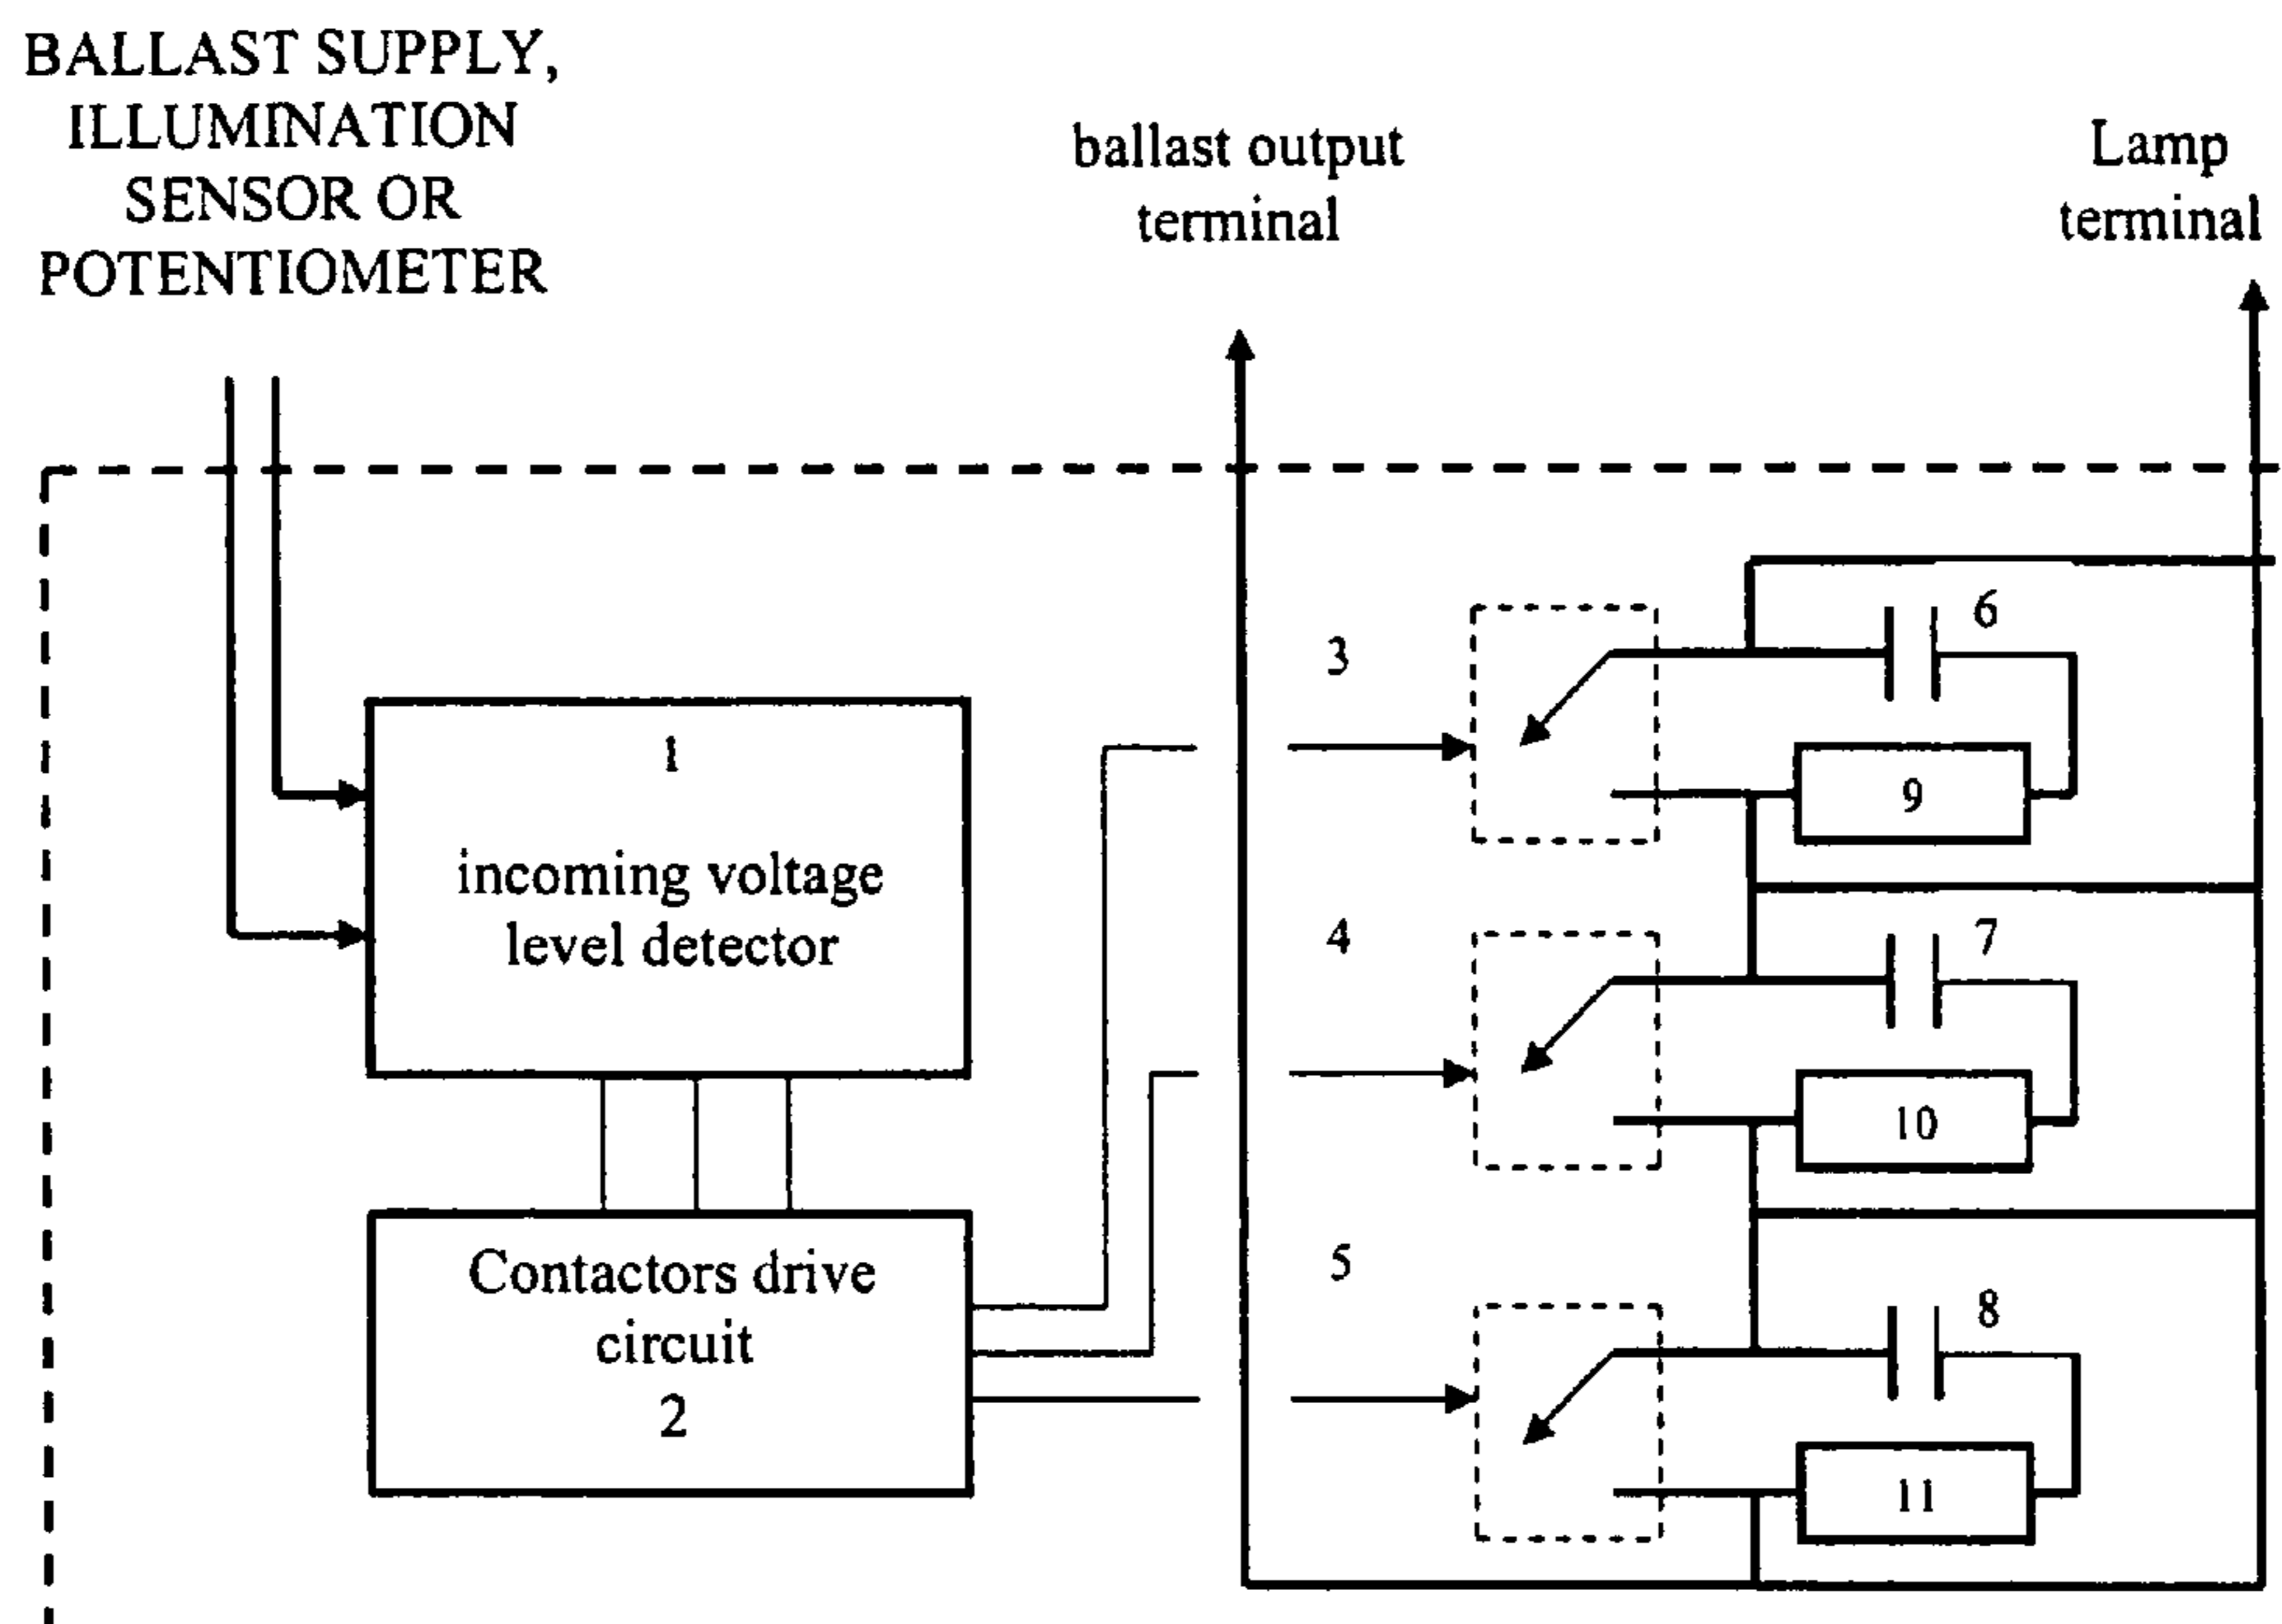 BALLAST SUPPLY,
ILLUMINATION
SENSOR OR
POTENTIOMETER
ballast output
terminal
Lamp
terminal
3
6
9
1
incoming voltage
level detector
4
7
10
Contactors drive
circuit
2
5
8
11